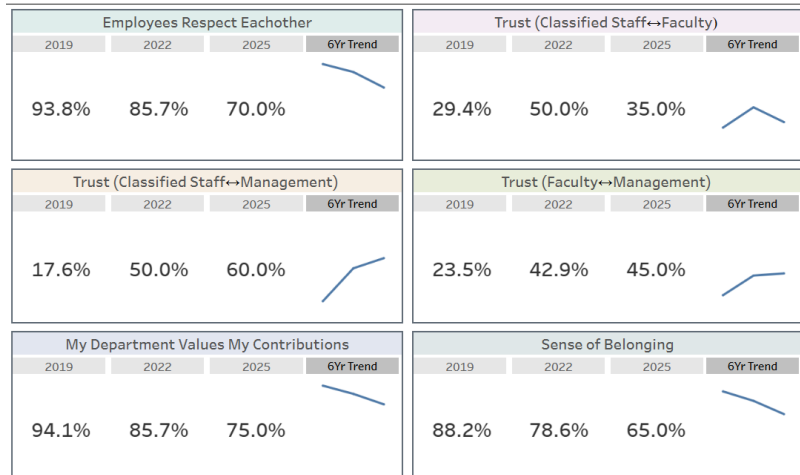 Employees Respect Eachother
2019 2022 2025 6Yr Trend
93.8% 85.7% 70.0%
Trust (Classified Staff↔Faculty)
2019 2022 2025 6Yr Trend
29.4% 50.0% 35.0%
Trust (Classified Staff↔Management)
2019 2022 2025 6Yr Trend
17.6% 50.0% 60.0%
Trust (Faculty↔Management)
2019 2022 2025 6Yr Trend
23.5% 42.9% 45.0%
My Department Values My Contributions
2019 2022 2025 6Yr Trend
94.1% 85.7% 75.0%
Sense of Belonging
2019 2022 2025 6Yr Trend
88.2% 78.6% 65.0%